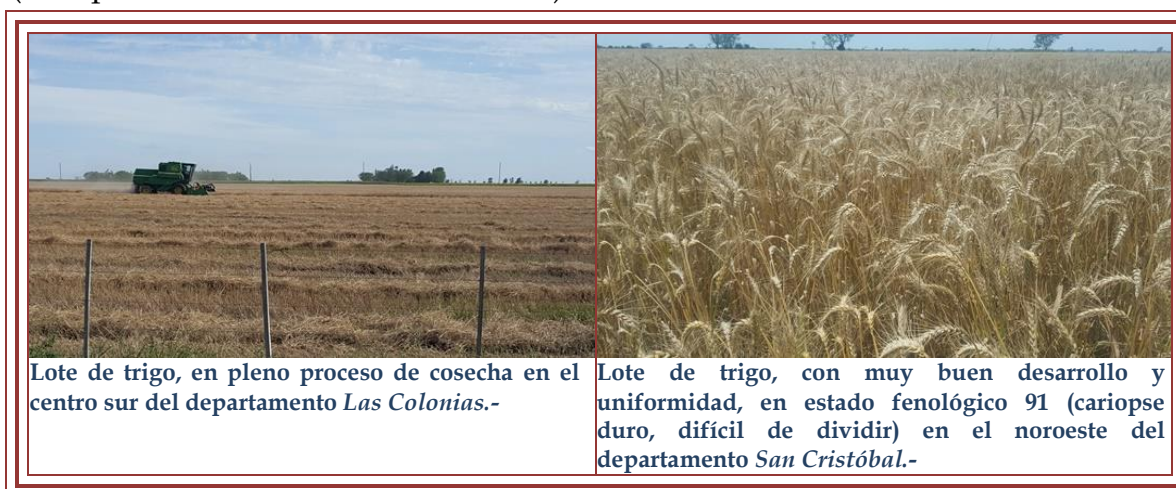 Lote de trigo, en pleno proceso de cosecha en el
centro sur del departamento Las Colonias.-
Lote de trigo, con muy buen desarrollo y
uniformidad, en estado fenológico 91 (cariopse
duro, difícil de dividir) en el noroeste del
departamento San Cristóbal.-